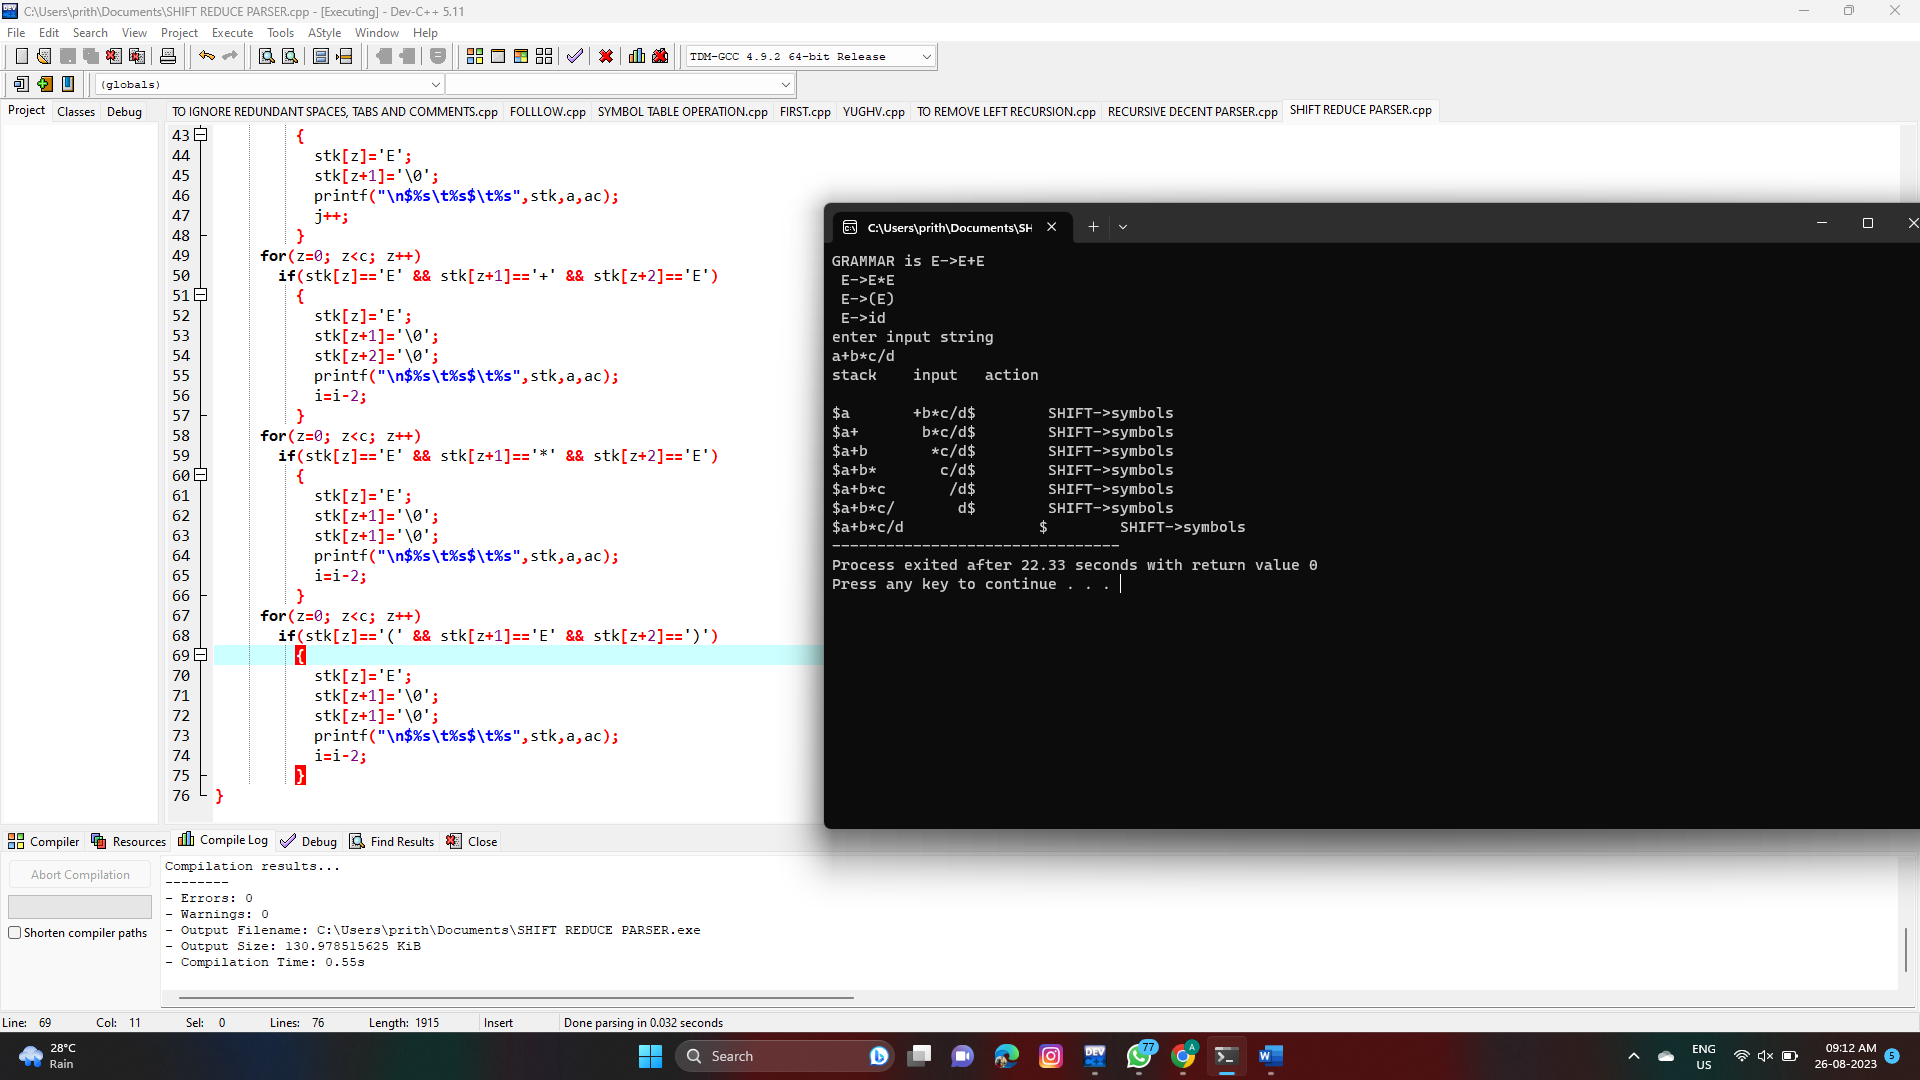 C:\Users\prith\Documents\SHIFT REDUCE PARSER.cpp - [Executing] - Dev-C++ 5.11
File Edit Search View Project Execute Tools AStyle Window Help
TDM-GCC 4.9.2 64-bit Release
(globals)
Project Classes Debug
TO IGNORE REDUNDANT SPACES, TABS AND COMMENTS.cpp FOLLLOW.cpp SYMBOL TABLE OPERATION.cpp FIRST.cpp YUGHV.cpp TO REMOVE LEFT RECURSION.cpp RECURSIVE DECENT PARSER.cpp SHIFT REDUCE PARSER.cpp
43 {
44 stk[z]='E';
45 stk[z+1]='\0';
46 printf("\n$%s\t%s$\t%s",stk,a,ac);
47 j++;
48 }
49 for(z=0; z<c; z++)
50 if(stk[z]=='E' && stk[z+1]=='+' && stk[z+2]=='E')
51 {
52 stk[z]='E';
53 stk[z+1]='\0';
54 stk[z+2]='\0';
55 printf("\n$%s\t%s$\t%s",stk,a,ac);
56 i=i-2;
57 }
58 for(z=0; z<c; z++)
59 if(stk[z]=='E' && stk[z+1]=='*' && stk[z+2]=='E')
60 {
61 stk[z]='E';
62 stk[z+1]='\0';
63 stk[z+1]='\0';
64 printf("\n$%s\t%s$\t%s",stk,a,ac);
65 i=i-2;
66 }
67 for(z=0; z<c; z++)
68 if(stk[z]=='(' && stk[z+1]=='E' && stk[z+2]==')')
69 {
70 stk[z]='E';
71 stk[z+1]='\0';
72 stk[z+1]='\0';
73 printf("\n$%s\t%s$\t%s",stk,a,ac);
74 i=i-2;
75 }
76 }
C:\Users\prith\Documents\SH
GRAMMAR is E->E+E
E->E*E
E->(E)
E->id
enter input string
a+b*c/d
stack input action
$a +b*c/d$ SHIFT->symbols
$a+ b*c/d$ SHIFT->symbols
$a+b *c/d$ SHIFT->symbols
$a+b* c/d$ SHIFT->symbols
$a+b*c /d$ SHIFT->symbols
$a+b*c/ d$ SHIFT->symbols
$a+b*c/d $ SHIFT->symbols
--------------------------------
Process exited after 22.33 seconds with return value 0
Press any key to continue . . .
Compiler Resources Compile Log Debug Find Results Close
Abort Compilation
Shorten compiler paths
Compilation results...
--------
- Errors: 0
- Warnings: 0
- Output Filename: C:\Users\prith\Documents\SHIFT REDUCE PARSER.exe
- Output Size: 130.978515625 KiB
- Compilation Time: 0.55s
Line: 69 Col: 11 Sel: 0 Lines: 76 Length: 1915 Insert Done parsing in 0.032 seconds
28°C
Rain
Search
DEV
77
A
ENG
US
09:12 AM
26-08-2023
5